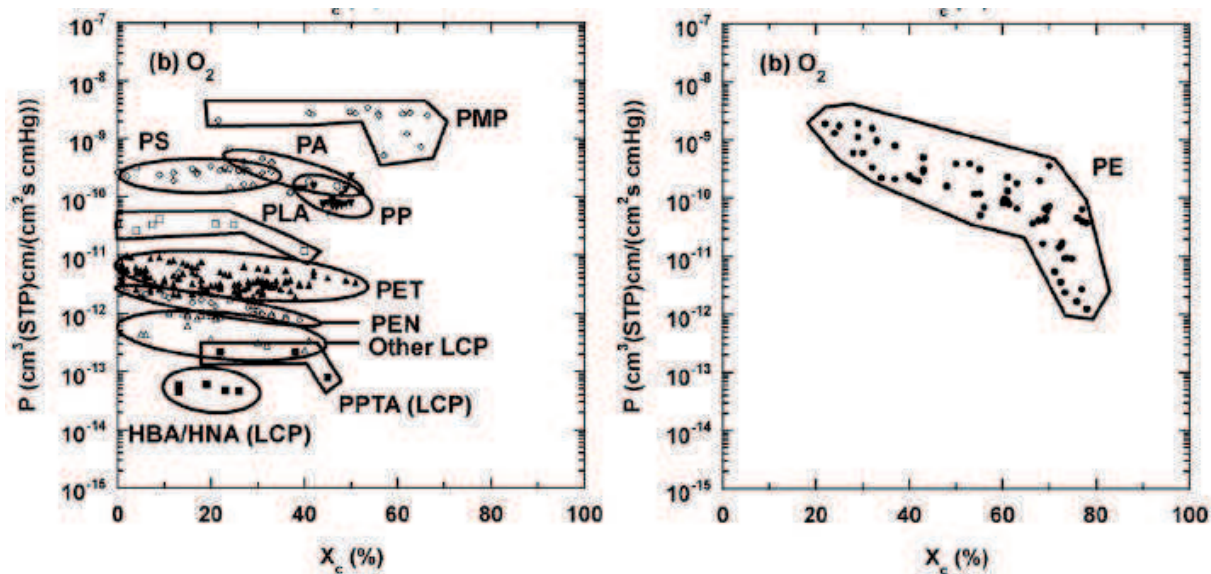 (b) O₂
P (cm³(STP)cm/(cm²s cmHg))
10⁻⁷
10⁻⁸
10⁻⁹
10⁻¹⁰
10⁻¹¹
10⁻¹²
10⁻¹³
10⁻¹⁴
10⁻¹⁵
PMP
PS
PA
PLA
PP
PET
PEN
Other LCP
PPTA (LCP)
HBA/HNA (LCP)
0 20 40 60 80 100
X_c (%)
(b) O₂
P (cm³(STP)cm/(cm²s cmHg))
10⁻⁷
10⁻⁸
10⁻⁹
10⁻¹⁰
10⁻¹¹
10⁻¹²
10⁻¹³
10⁻¹⁴
10⁻¹⁵
PE
0 20 40 60 80 100
X_c (%)